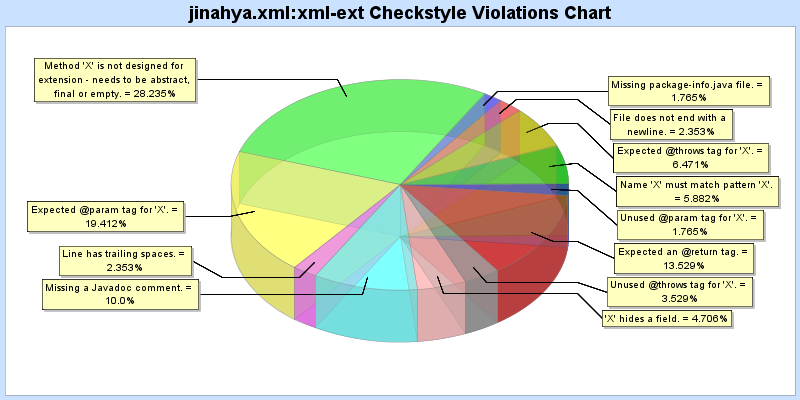 jinahya.xml:xml-ext Checkstyle Violations Chart
Method 'X' is not designed for
extension - needs to be abstract,
final or empty. = 28.235%
Expected @param tag for 'X'. =
19.412%
Line has trailing spaces. =
2.353%
Missing a Javadoc comment. =
10.0%
Missing package-info.java file. =
1.765%
File does not end with a
newline. = 2.353%
Expected @throws tag for 'X'. =
6.471%
Name 'X' must match pattern 'X'.
= 5.882%
Unused @param tag for 'X'. =
1.765%
Expected an @return tag. =
13.529%
Unused @throws tag for 'X'. =
3.529%
'X' hides a field. = 4.706%